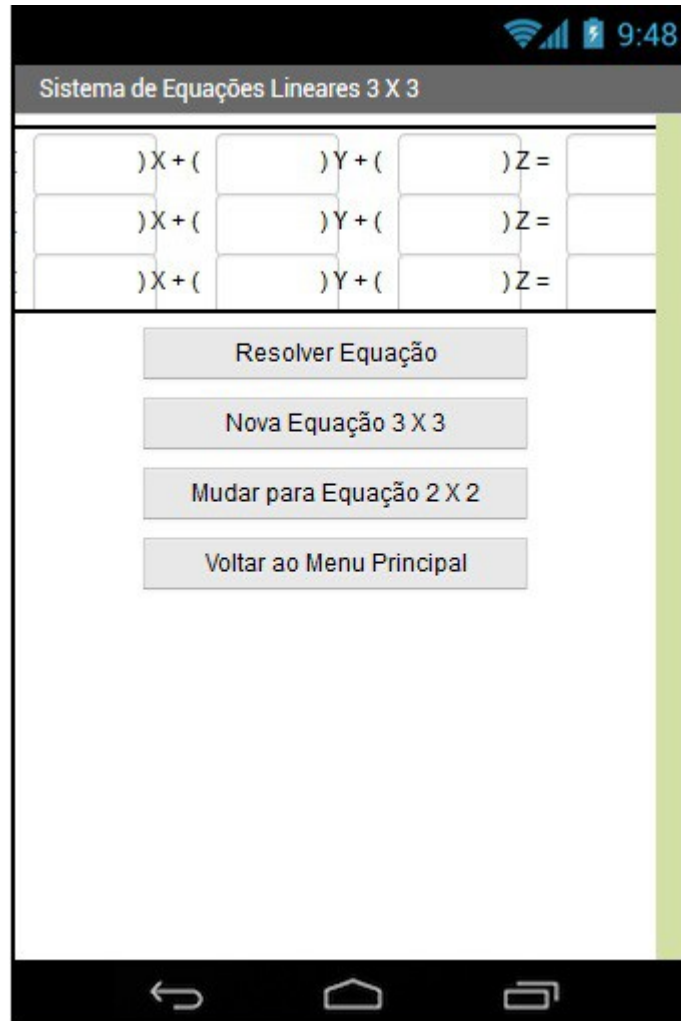 9:48
Sistema de Equações Lineares 3 X 3
( ) X + ( ) Y + ( ) Z =
( ) X + ( ) Y + ( ) Z =
( ) X + ( ) Y + ( ) Z =
Resolver Equação
Nova Equação 3 X 3
Mudar para Equação 2 X 2
Voltar ao Menu Principal